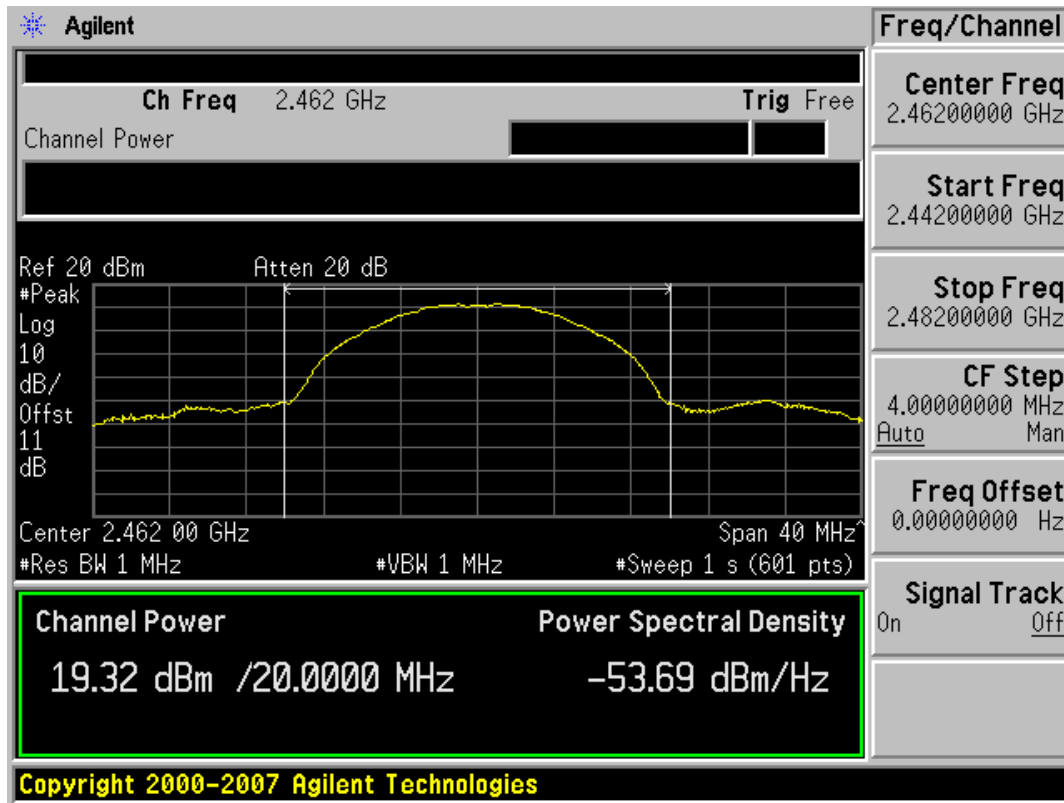 Agilent
Freq/Channel
Ch Freq 2.462 GHz Trig Free
Channel Power
Center Freq
2.46200000 GHz
Start Freq
2.44200000 GHz
Stop Freq
2.48200000 GHz
CF Step
4.00000000 MHz
Auto Man
Freq Offset
0.00000000 Hz
Signal Track
On Off
Ref 20 dBm Atten 20 dB
#Peak
Log
10
dB/
Offst
11
dB
Center 2.462 00 GHz Span 40 MHz^
#Res BW 1 MHz #VBW 1 MHz #Sweep 1 s (601 pts)
Channel Power Power Spectral Density
19.32 dBm /20.0000 MHz -53.69 dBm/Hz
Copyright 2000-2007 Agilent Technologies